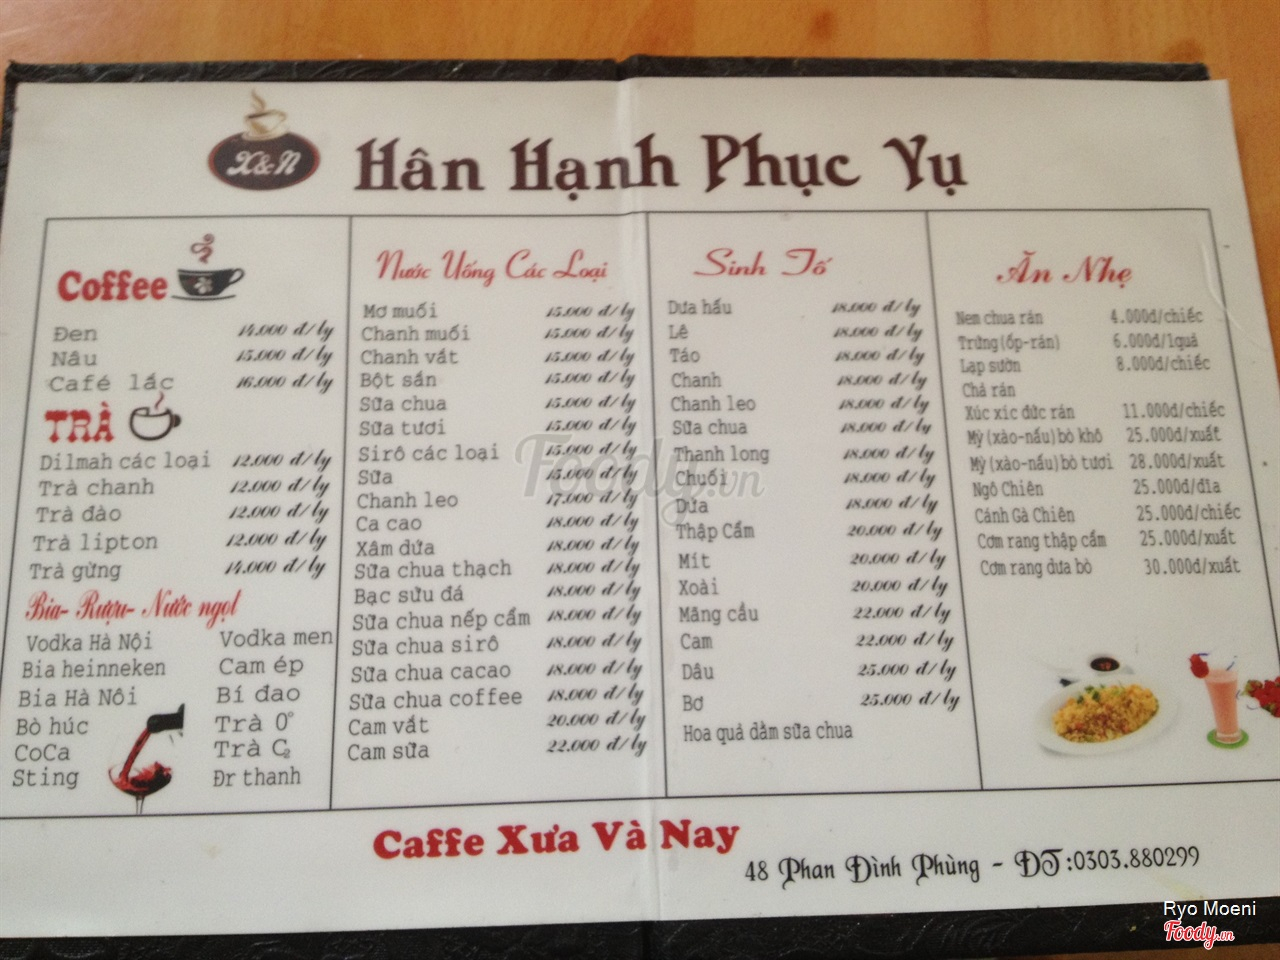 X&N
Hân Hạnh Phục Vụ
Coffee
Đen 14.000 đ/ly
Nâu 15.000 đ/ly
Café lắc 16.000 đ/ly
TRÀ
Dilmah các loại 12.000 đ/ly
Trà chanh 12.000 đ/ly
Trà đào 12.000 đ/ly
Trà lipton 12.000 đ/ly
Trà gừng 14.000 đ/ly
Bia- Rượu- Nước ngọt
Vodka Hà Nội Vodka men
Bia heinneken Cam ép
Bia Hà Nôi Bí đao
Bò húc Trà 0°
CoCa Trà C2
Sting Đr thanh
Nước Uống Các Loại
Mơ muối 15.000 đ/ly
Chanh muối 15.000 đ/ly
Chanh vắt 15.000 đ/ly
Bột sắn 15.000 đ/ly
Sữa chua 15.000 đ/ly
Sữa tươi 15.000 đ/ly
Sirô các loại 15.000 đ/ly
Sữa 15.000 đ/ly
Chanh leo 17.000 đ/ly
Ca cao 18.000 đ/ly
Xâm dứa 18.000 đ/ly
Sữa chua thạch 18.000 đ/ly
Bạc sửu đá 18.000 đ/ly
Sữa chua nếp cẩm 18.000 đ/ly
Sữa chua sirô 18.000 đ/ly
Sữa chua cacao 18.000 đ/ly
Sữa chua coffee 18.000 đ/ly
Cam vắt 20.000 đ/ly
Cam sữa 22.000 đ/ly
Sinh Tố
Dưa hấu 18.000 đ/ly
Lê 18.000 đ/ly
Táo 18.000 đ/ly
Chanh 18.000 đ/ly
Chanh leo 18.000 đ/ly
Sữa chua 18.000 đ/ly
Thanh long 18.000 đ/ly
Chuối 18.000 đ/ly
Dứa 18.000 đ/ly
Thập Cẩm 20.000 đ/ly
Mít 20.000 đ/ly
Xoài 20.000 đ/ly
Mãng cầu 22.000 đ/ly
Cam 22.000 đ/ly
Dâu 25.000 đ/ly
Bơ 25.000 đ/ly
Hoa quả dầm sữa chua
Ăn Nhẹ
Nem chua rán 4.000đ/chiếc
Trứng(ốp-rán) 6.000đ/1quả
Lạp sườn 8.000đ/chiếc
Chả rán
Xúc xíc đức rán 11.000đ/chiếc
Mỳ(xào-nấu)bò khô 25.000đ/xuất
Mỳ(xào-nấu)bò tươi 28.000đ/xuất
Ngô Chiên 25.000đ/đĩa
Cánh Gà Chiên 25.000đ/chiếc
Cơm rang thập cẩm 25.000đ/xuất
Cơm rang dưa bò 30.000đ/xuất
Foody.vn
Caffe Xưa Và Nay
48 Phan Đình Phùng - ĐT:0303.880299
Ryo Moeni
Foody.vn